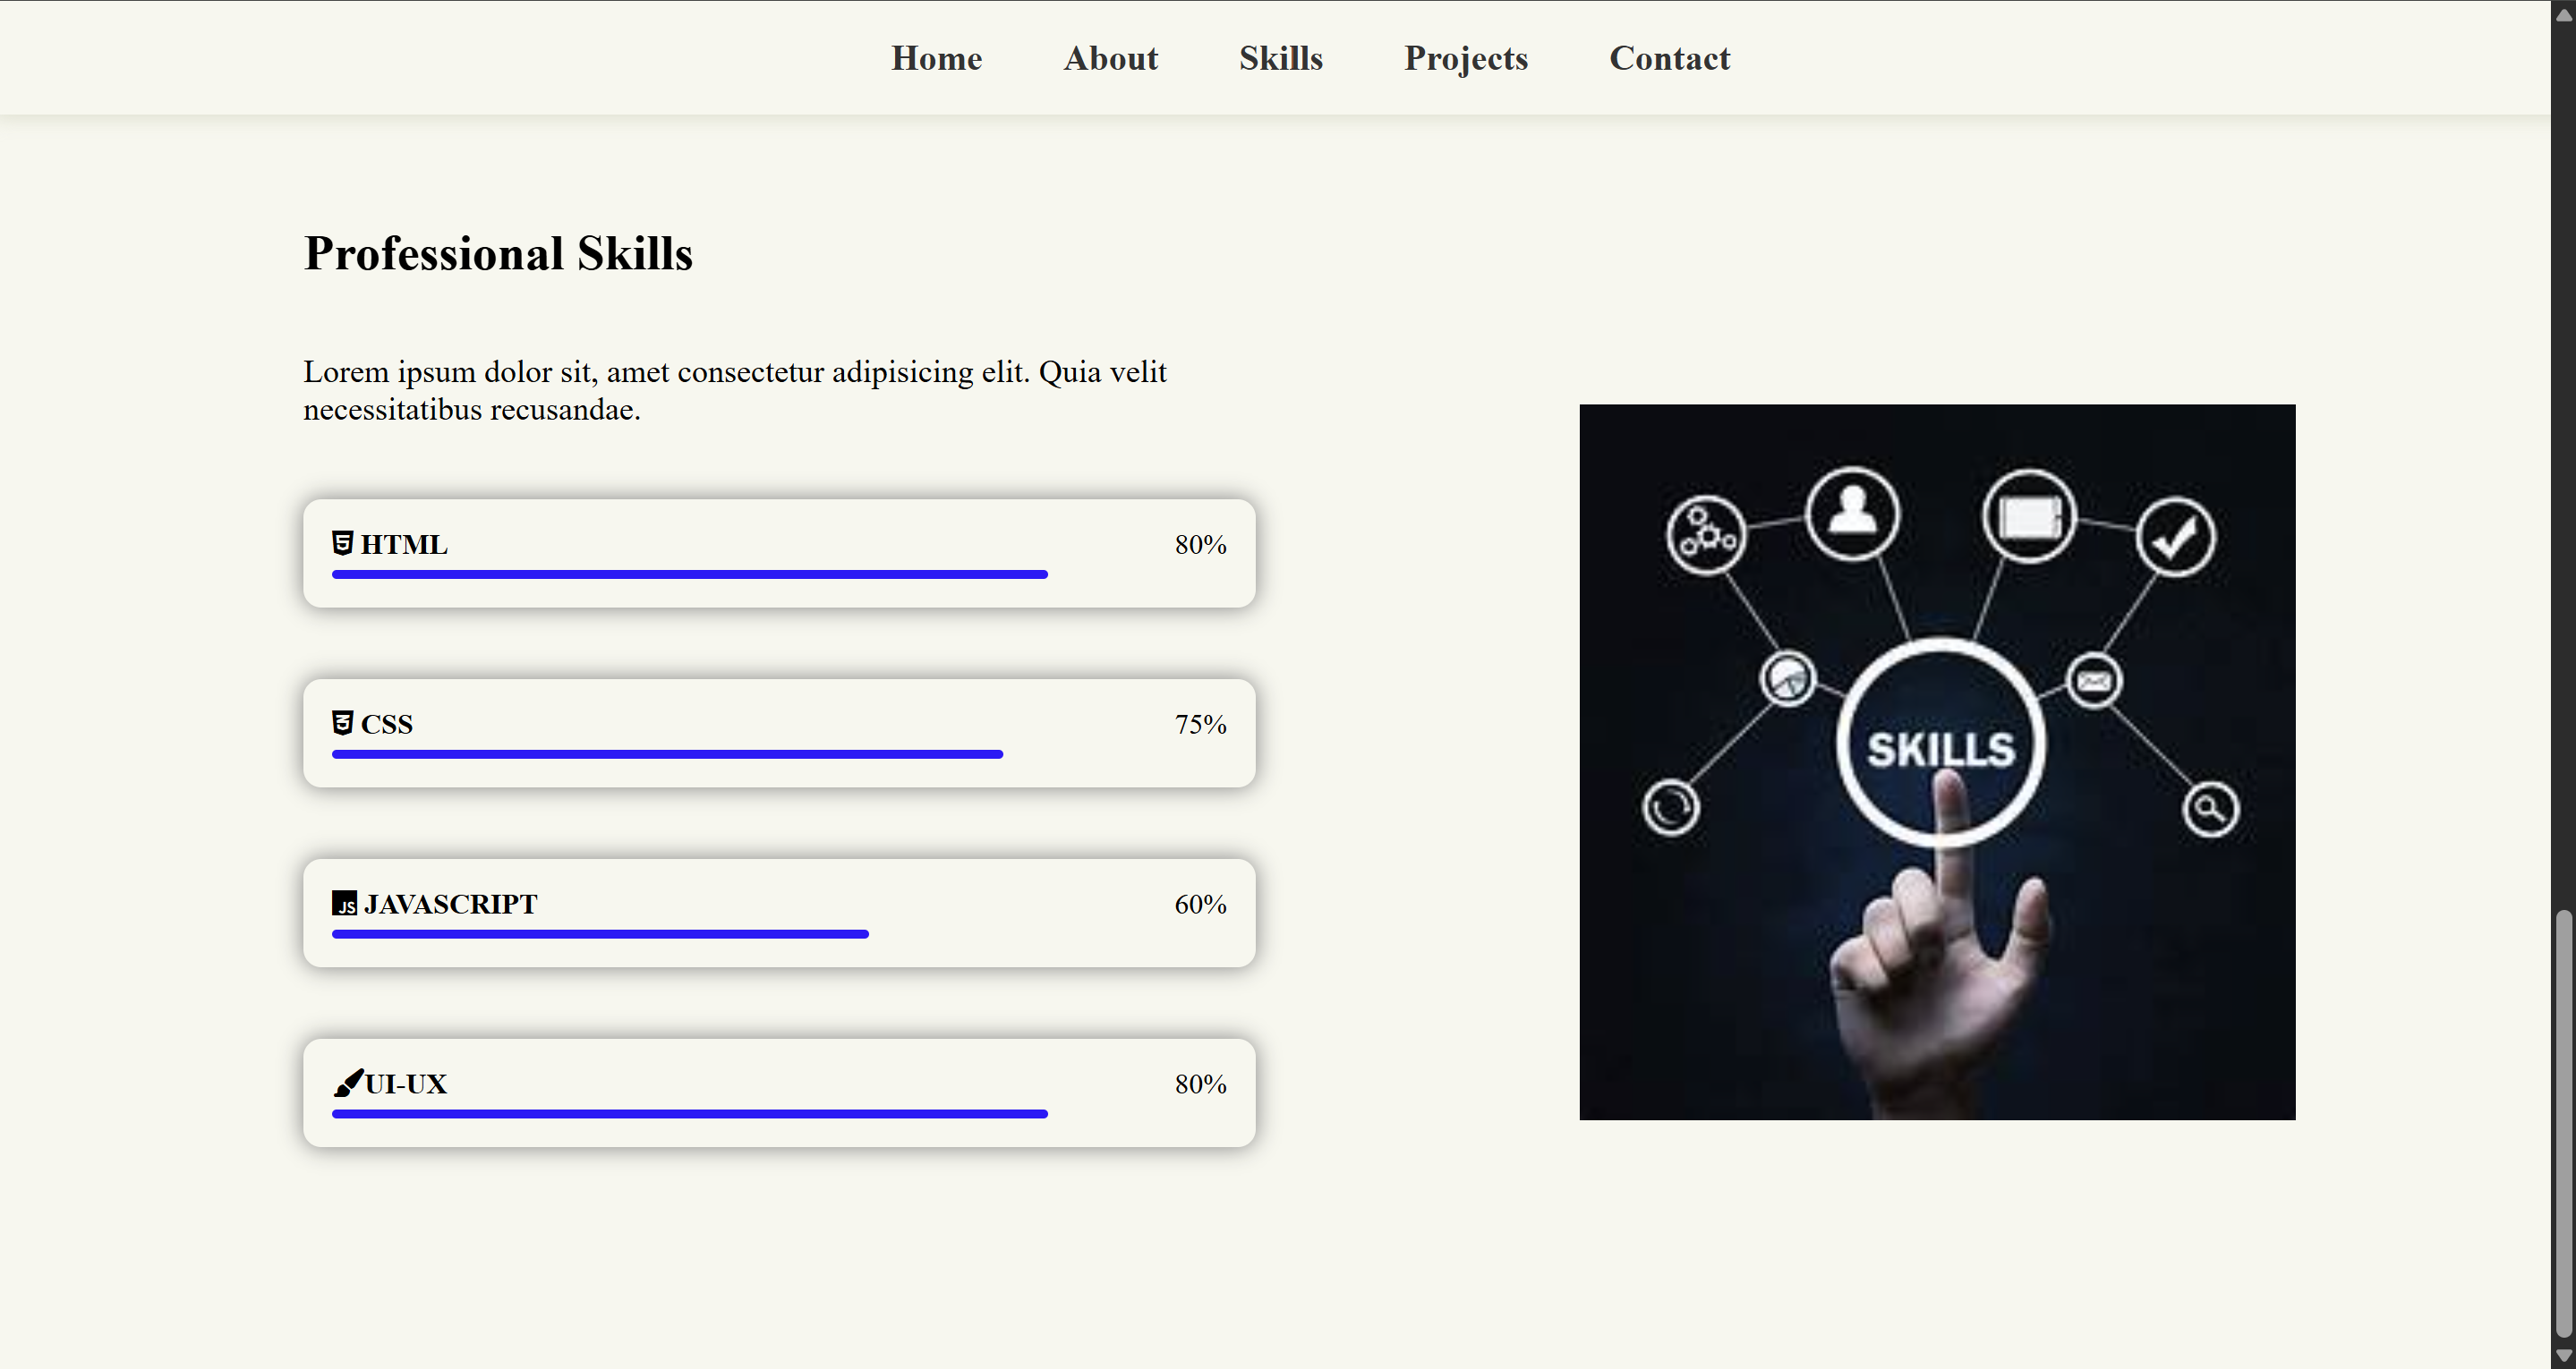 Home About Skills Projects Contact
Professional Skills
Lorem ipsum dolor sit, amet consectetur adipisicing elit. Quia velit
necessitatibus recusandae.
HTML 80%
CSS 75%
JS JAVASCRIPT 60%
UI-UX 80%
SKILLS